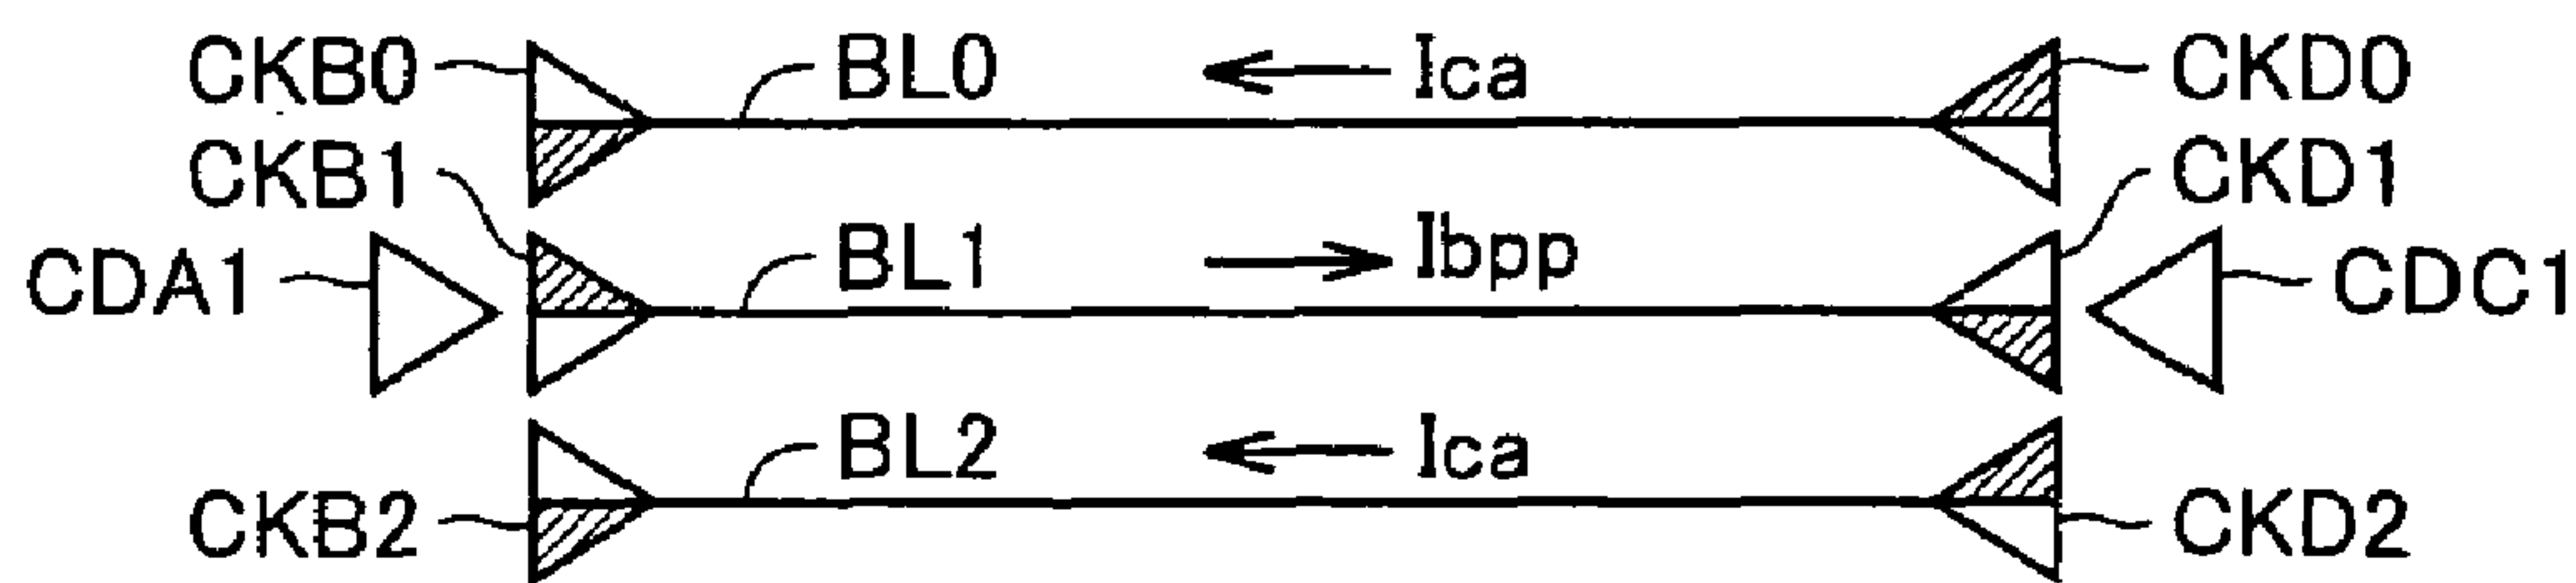 CKB0 BL0 Ica CKD0
CKB1 CKD1
CDA1 BL1 Ibpp CDC1
BL2 Ica
CKB2 CKD2